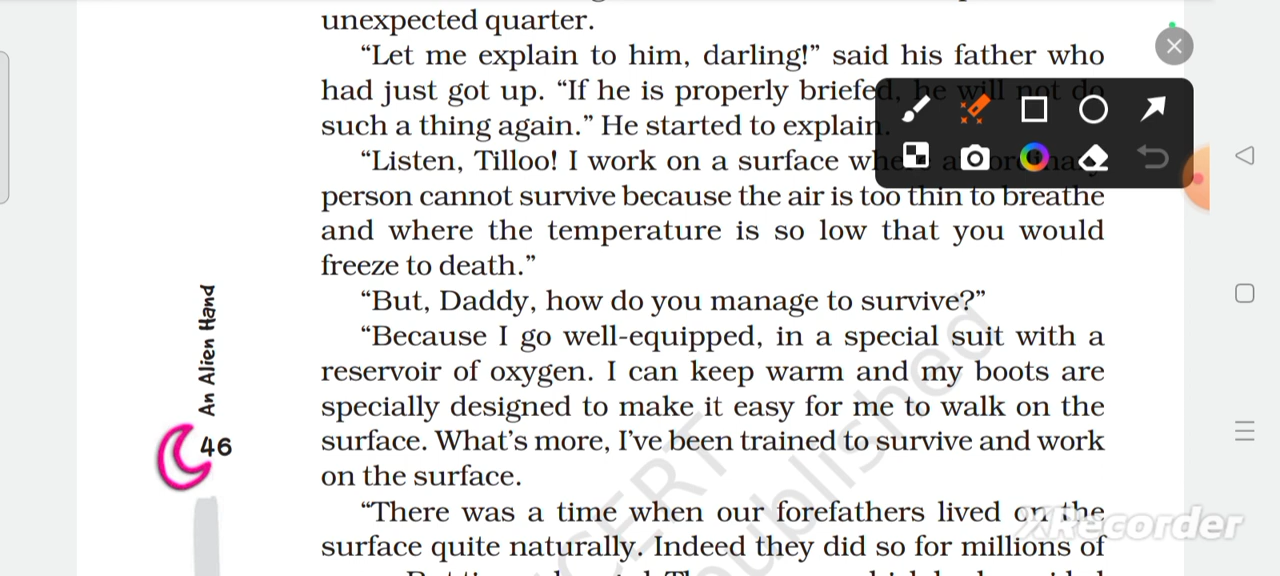 unexpected quarter.
“Let me explain to him, darling!” said his father who
had just got up. “If he is properly briefed, he will not do
such a thing again.” He started to explain.
“Listen, Tilloo! I work on a surface where an ordinary
person cannot survive because the air is too thin to breathe
and where the temperature is so low that you would
freeze to death.”
“But, Daddy, how do you manage to survive?”
“Because I go well-equipped, in a special suit with a
reservoir of oxygen. I can keep warm and my boots are
specially designed to make it easy for me to walk on the
surface. What’s more, I’ve been trained to survive and work
on the surface.
“There was a time when our forefathers lived on the
surface quite naturally. Indeed they did so for millions of
An Alien Hand
46
NCERT
published
XRecorder